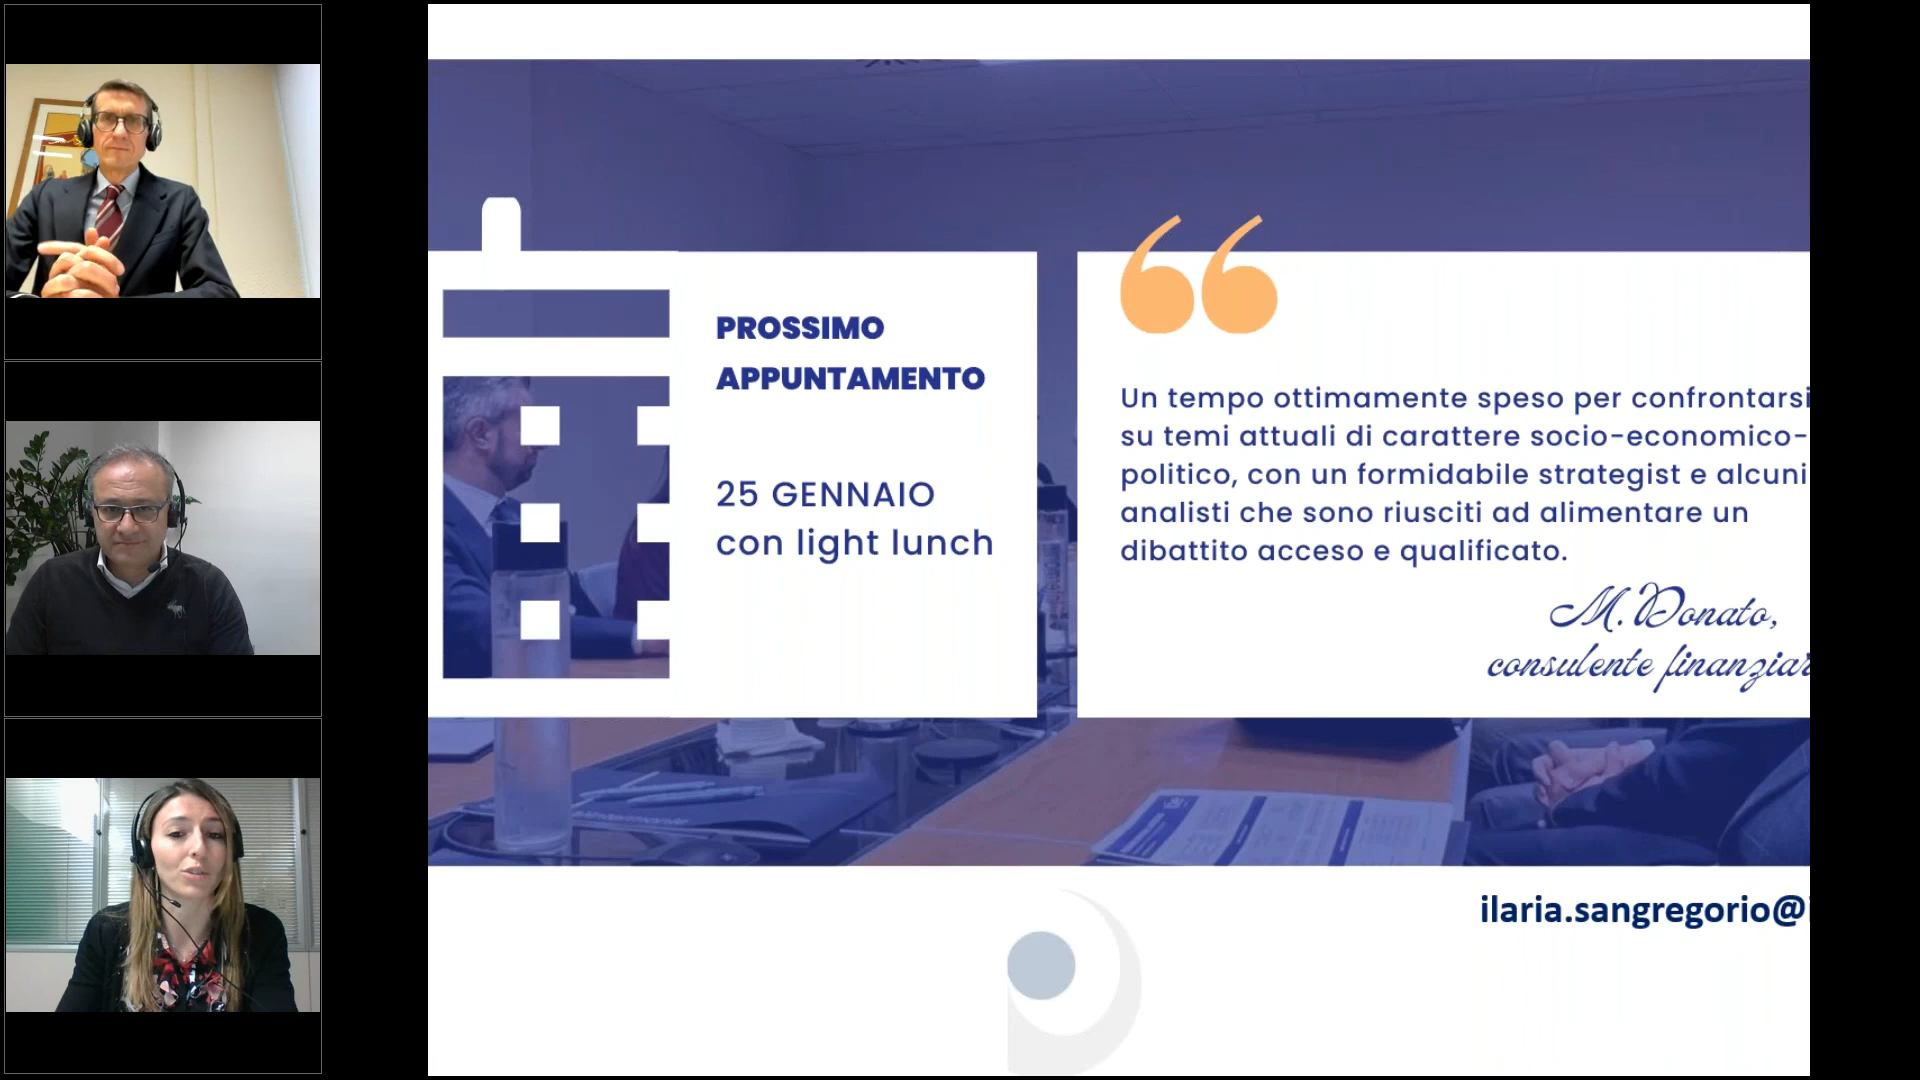 PROSSIMO
APPUNTAMENTO
25 GENNAIO
con light lunch
Un tempo ottimamente speso per confrontarsi
su temi attuali di carattere socio-economico-
politico, con un formidabile strategist e alcuni
analisti che sono riusciti ad alimentare un
dibattito acceso e qualificato.
M. Donato,
consulente finanziar
ilaria.sangregorio@i